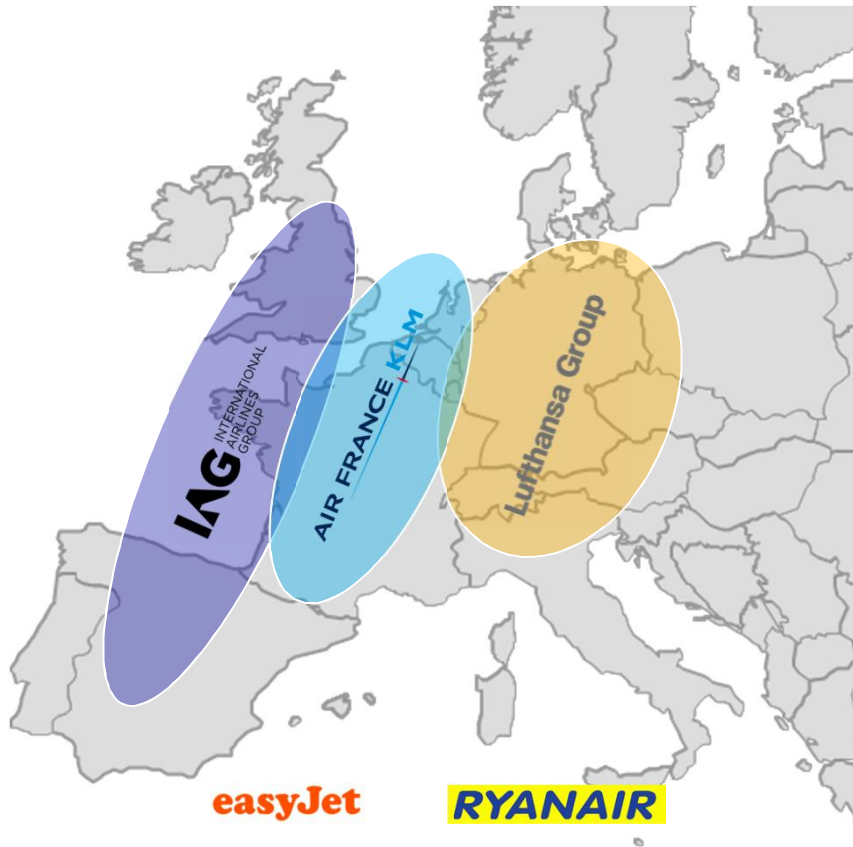 IAG
INTERNATIONAL
AIRLINES
GROUP
AIR FRANCE KLM
Lufthansa Group
easyJet
RYANAIR